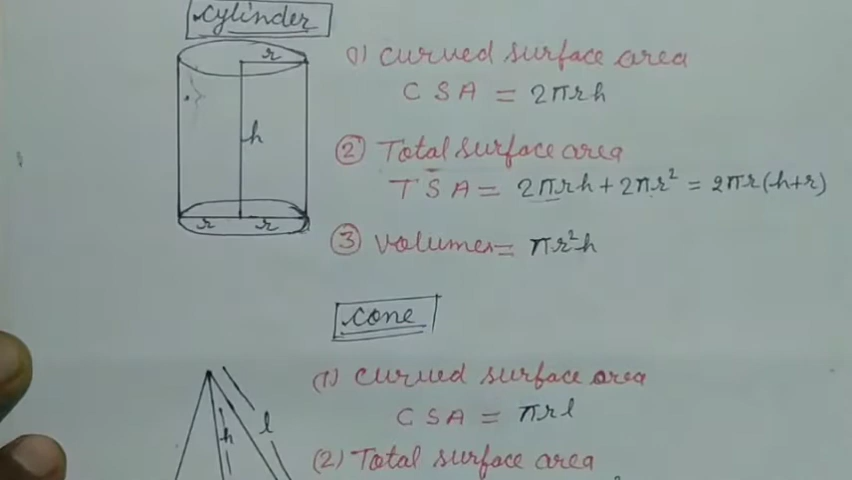 cylinder
r
h
r r
(1) curved surface area
CSA = 2πrh
② Total surface area
TSA = 2πrh + 2πr² = 2πr(h+r)
③ volumes = πr²h
cone
(1) curved surface area
CSA = πrl
h l
(2) Total surface area